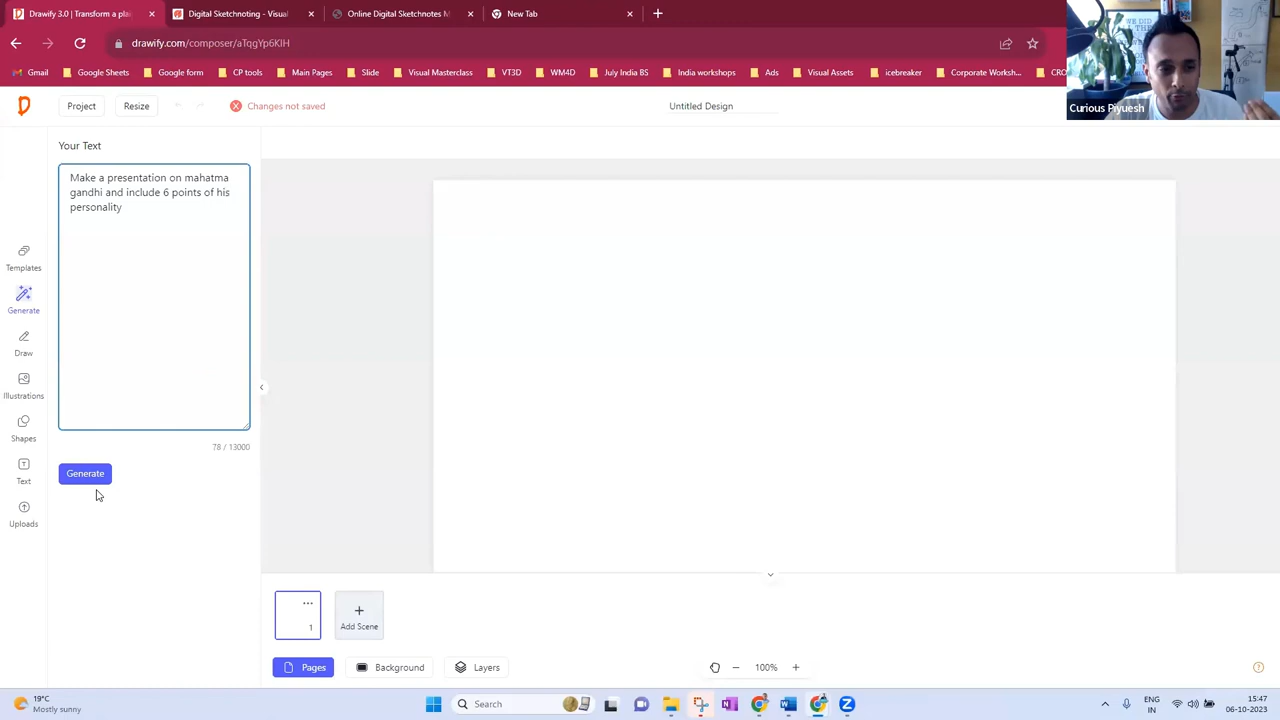 Drawify 3.0 | Transform a play
Digital Sketchnoting - Visual
Online Digital Sketchnotes M
New Tab
drawify.com/composer/aTqgYp6KIH
Gmail
Google Sheets
Google form
CP tools
Main Pages
Slide
Visual Masterclass
VT3D
WM4D
July India BS
India workshops
Ads
Visual Assets
icebreaker
Corporate Worksh...
CRO
Curious Piyuesh
Project
Resize
Changes not saved
Untitled Design
Your Text
Make a presentation on mahatma
gandhi and include 6 points of his
personality
78 / 13000
Generate
Templates
Generate
Draw
Illustrations
Shapes
Text
Uploads
1
Add Scene
Pages
Background
Layers
100%
19°C
Mostly sunny
Search
ENG
IN
15:47
06-10-2023